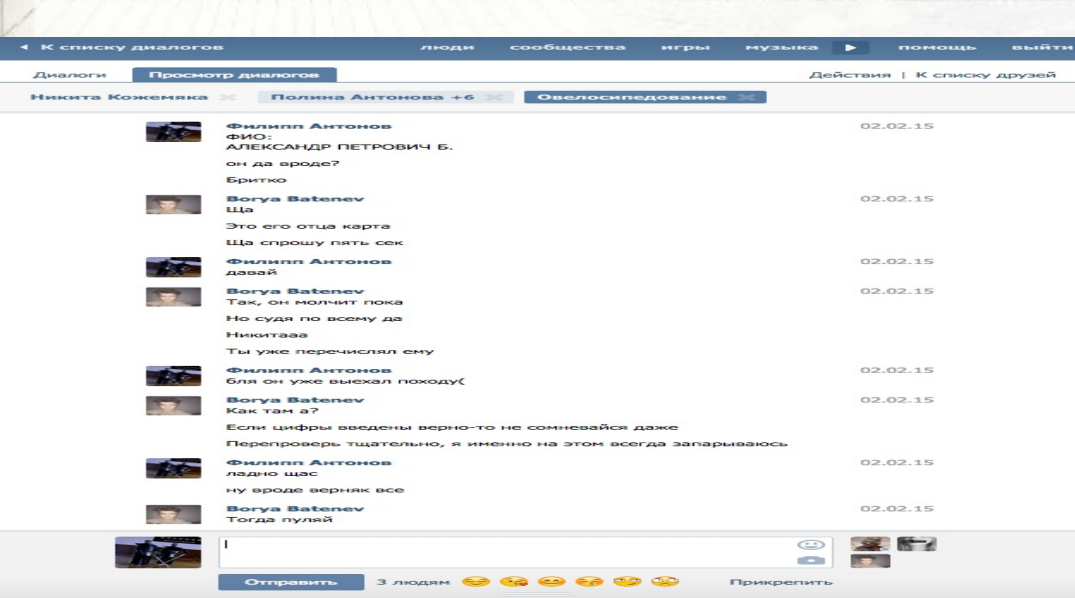 К списку диалогов люди сообщества игры музыка помощь выйти
Диалоги Просмотр диалогов Действия | К списку друзей
Никита Кожемяка Полина Антонова +6 Овелосипедование
Филипп Антонов 02.02.15
ФИО:
АЛЕКСАНДР ПЕТРОВИЧ Б.
он да вроде?
Бритко
Borya Batenev 02.02.15
Ща
Это его отца карта
Ща спрошу пять сек
Филипп Антонов 02.02.15
давай
Borya Batenev 02.02.15
Так, он молчит пока
Но судя по всему да
Никитааа
Ты уже перечислял ему
Филипп Антонов 02.02.15
бля он уже выехал походу(
Borya Batenev 02.02.15
Как там а?
Если цифры введены верно-то не сомневайся даже
Перепроверь тщательно, я именно на этом всегда запарываюсь
Филипп Антонов 02.02.15
ладно щас
ну вроде верняк все
Borya Batenev 02.02.15
Тогда пуляй
Отправить 3 людям Прикрепить